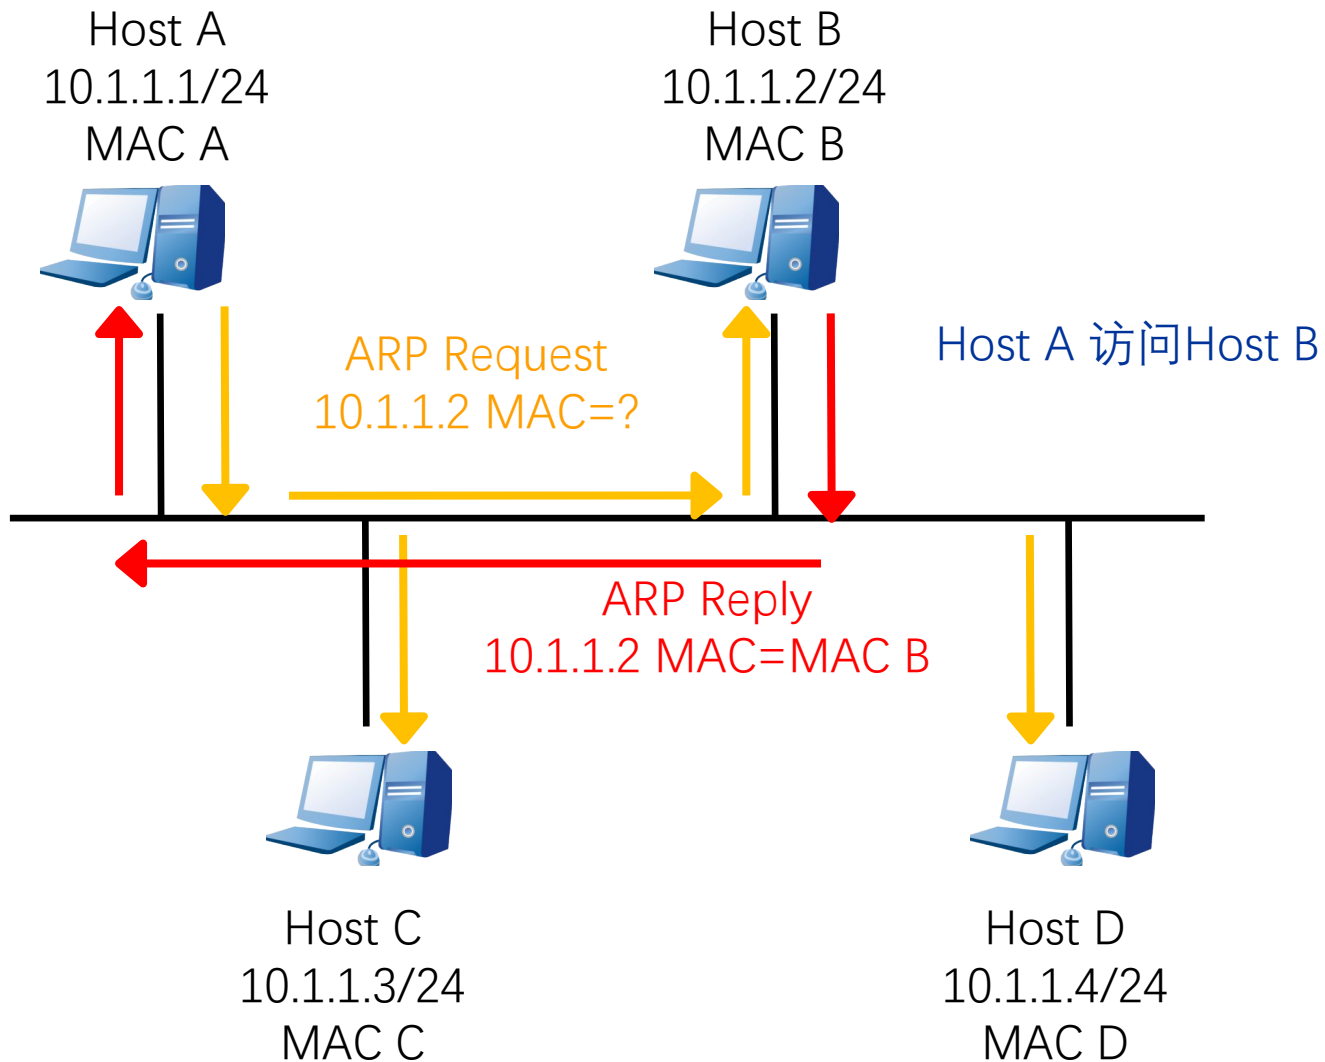 Host A
10.1.1.1/24
MAC A
Host B
10.1.1.2/24
MAC B
ARP Request
10.1.1.2 MAC=?
Host A 访问Host B
ARP Reply
10.1.1.2 MAC=MAC B
Host C
10.1.1.3/24
MAC C
Host D
10.1.1.4/24
MAC D